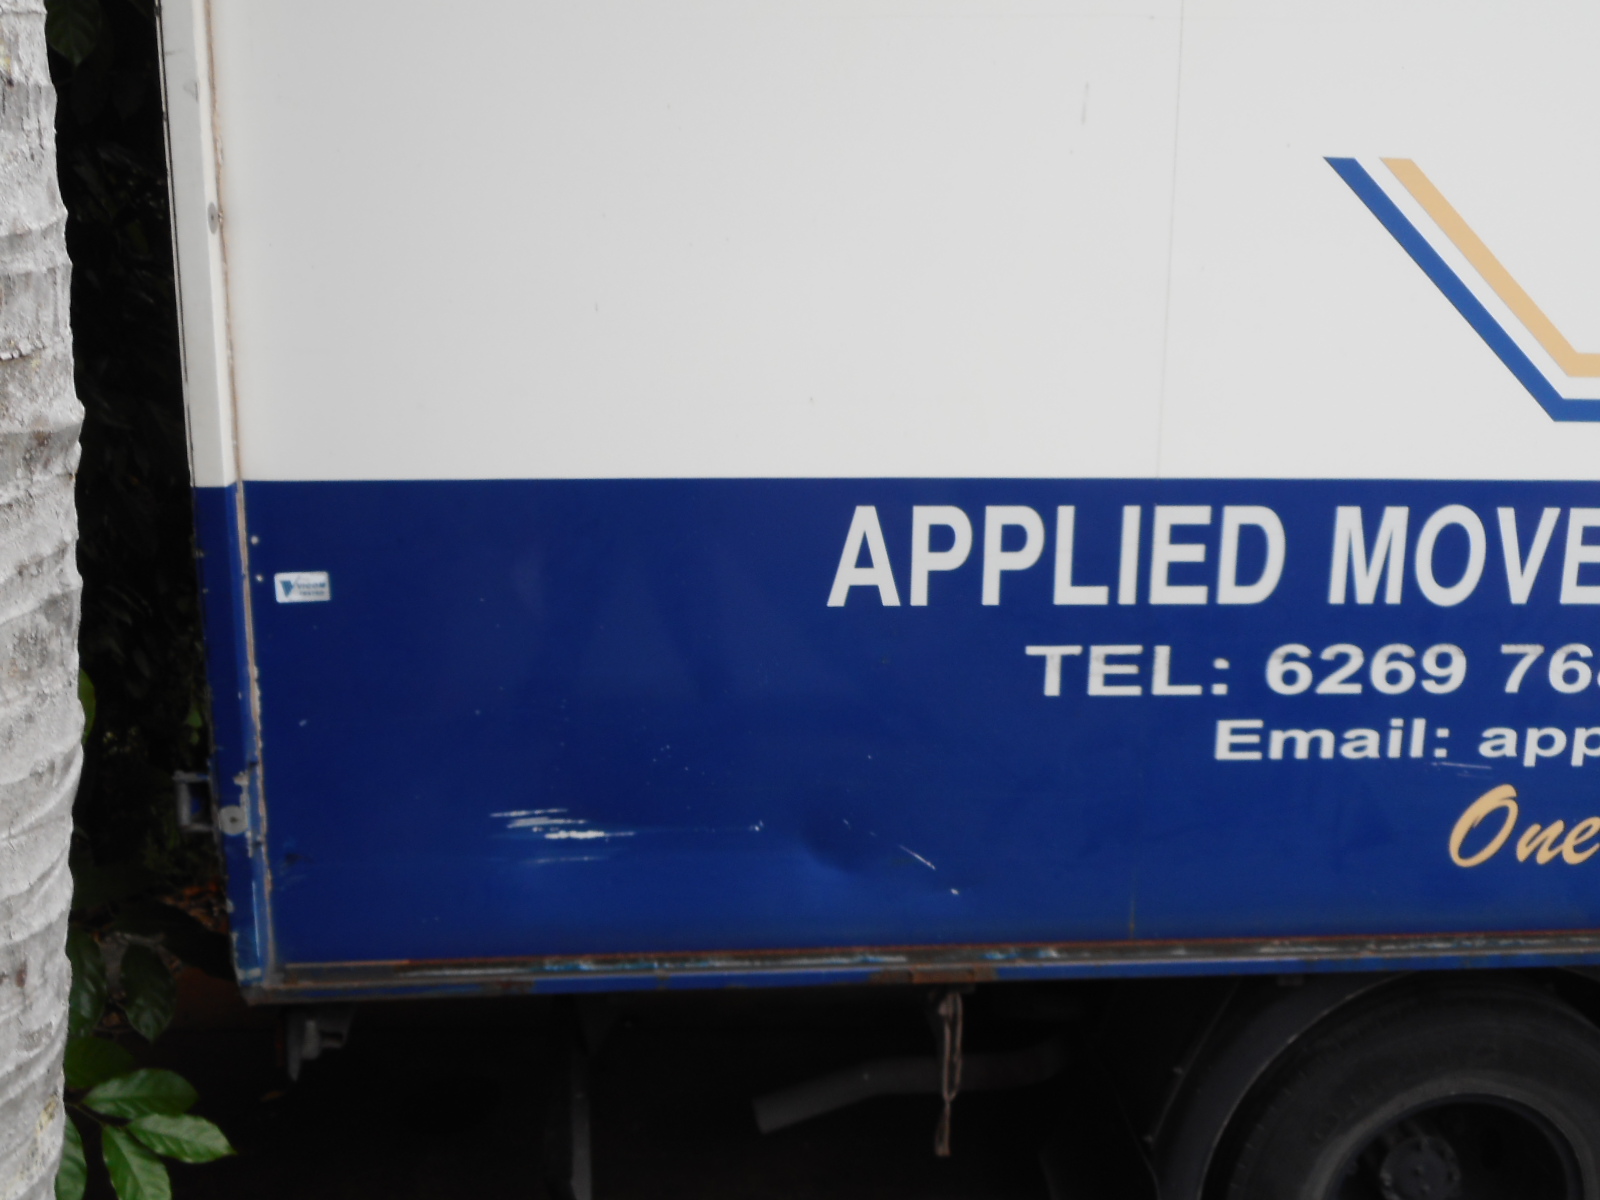 APPLIED MOVE
TEL: 6269 76
Email: app
One